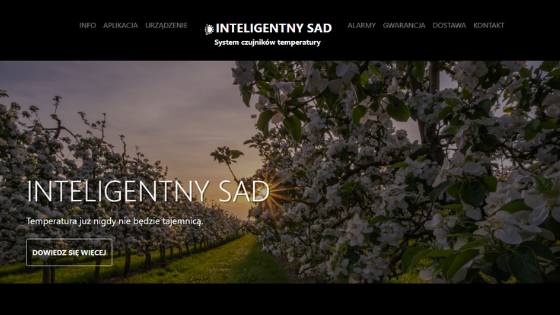 INFO APLIKACJA URZĄDZENIE INTELIGENTNY SAD ALARMY GWARANCJA DOSTAWA KONTAKT
System czujników temperatury
INTELIGENTNY SAD
Temperatura już nigdy nie będzie tajemnicą.
DOWIEDZ SIĘ WIĘCEJ